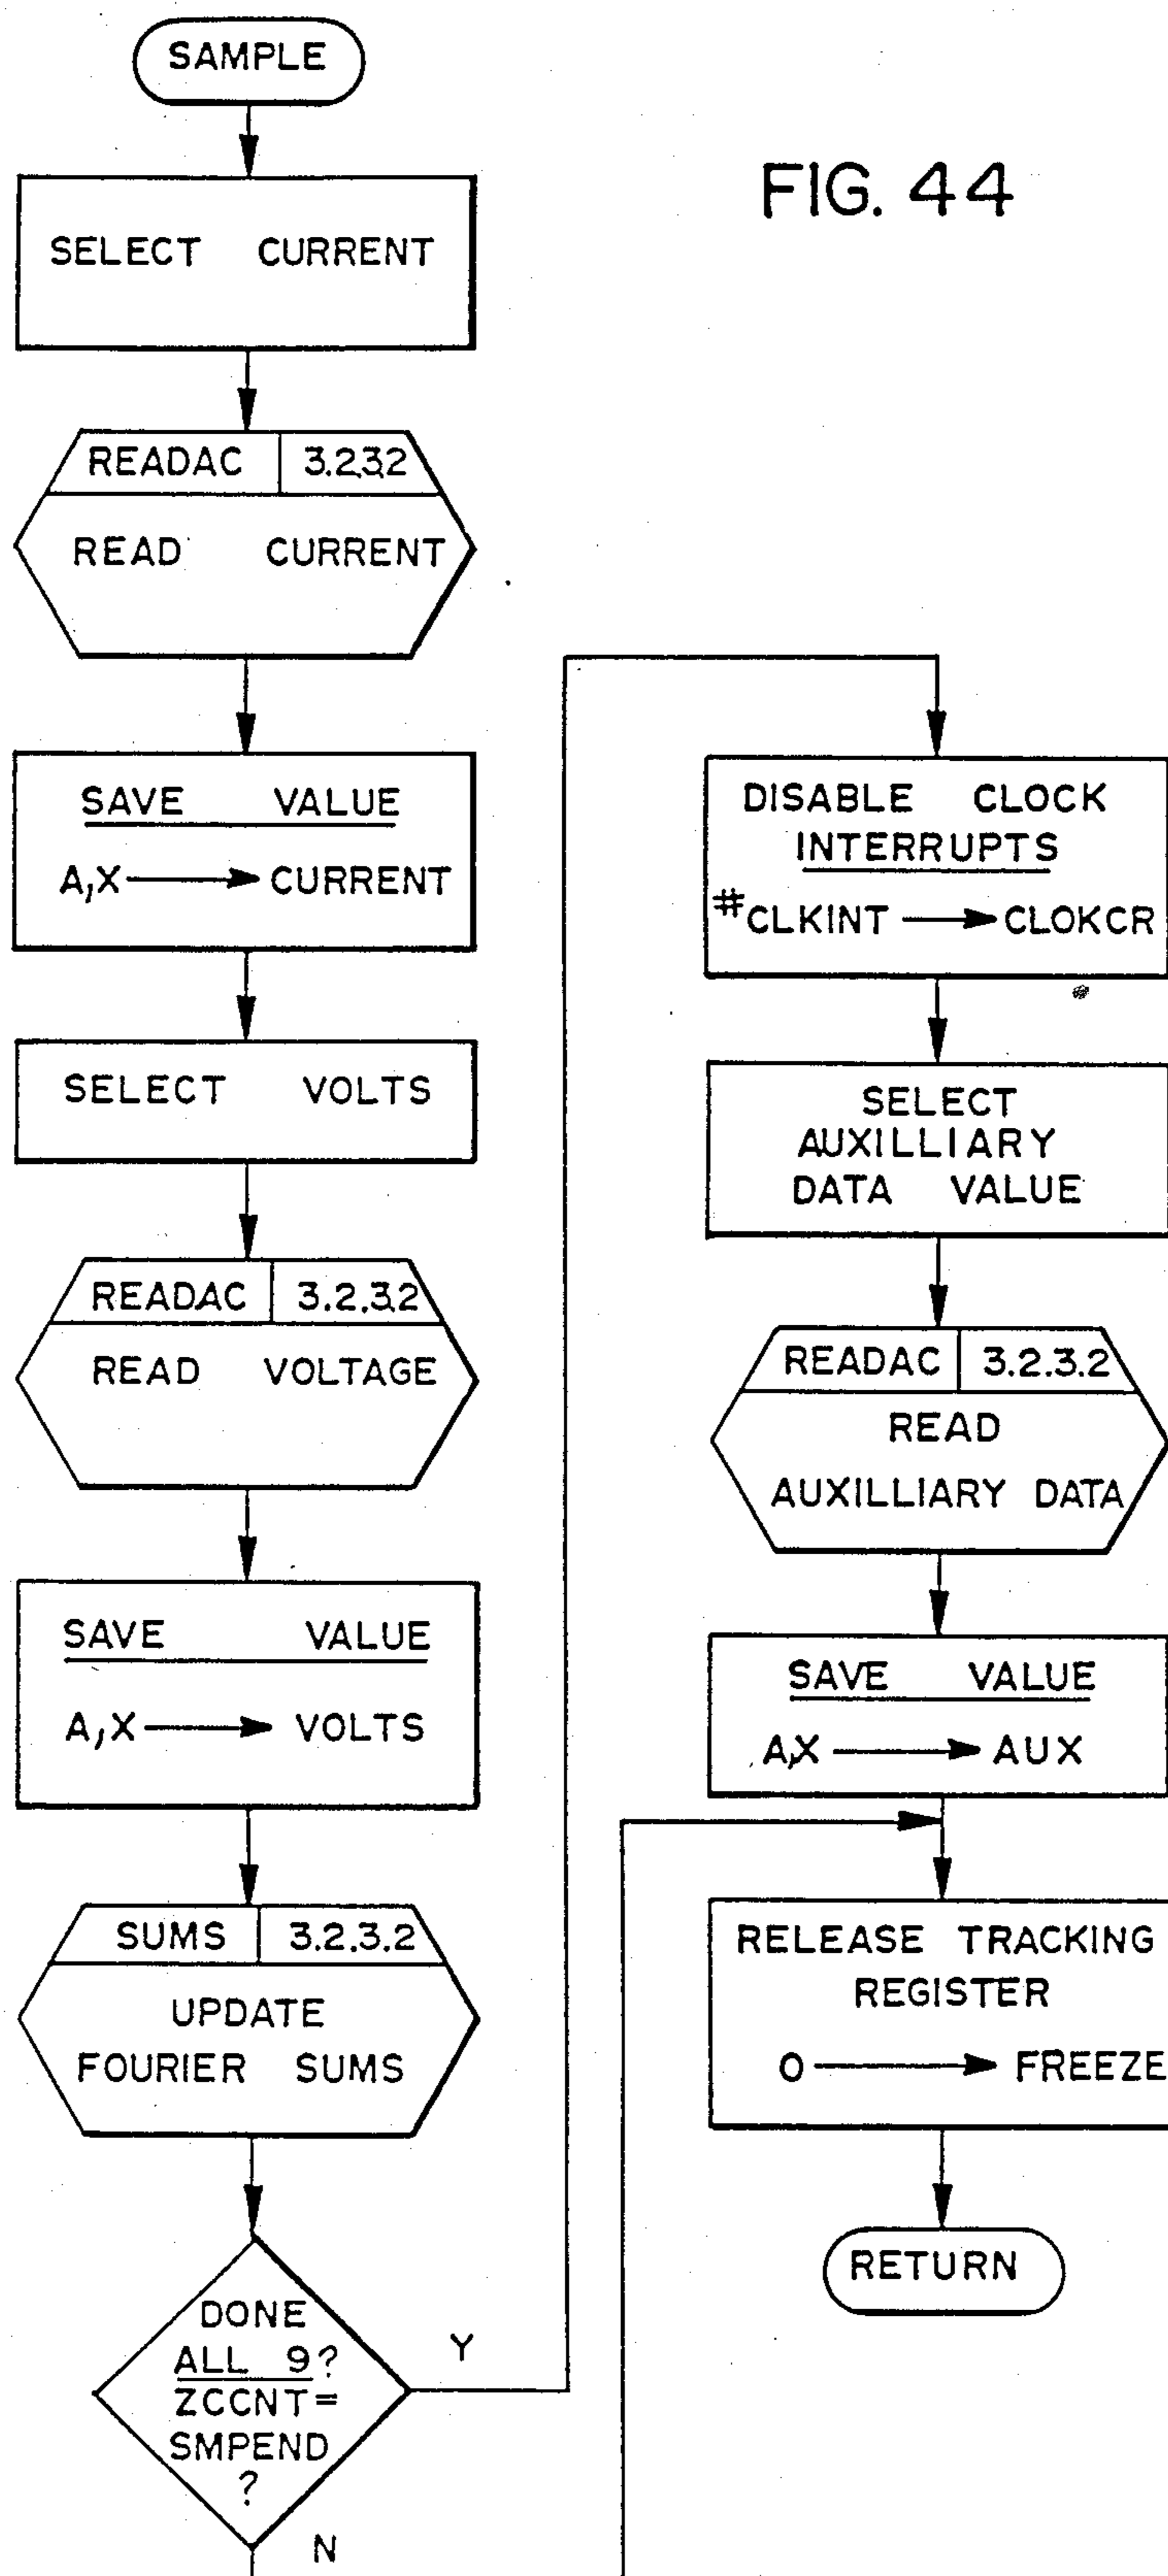 SAMPLE
FIG. 44
SELECT CURRENT
READAC 3.2.3.2
READ CURRENT
SAVE VALUE
A,X CURRENT
SELECT VOLTS
READAC 3.2.3.2
READ VOLTAGE
SAVE VALUE
A,X VOLTS
SUMS 3.2.3.2
UPDATE
FOURIER SUMS
DONE
ALL 9?
ZCCNT=
SMPEND
?
Y
N
DISABLE CLOCK
INTERRUPTS
#CLKINT CLOKCR
SELECT
AUXILLIARY
DATA VALUE
READAC 3.2.3.2
READ
AUXILLIARY DATA
SAVE VALUE
A,X AUX
RELEASE TRACKING
REGISTER
0 FREEZE
RETURN